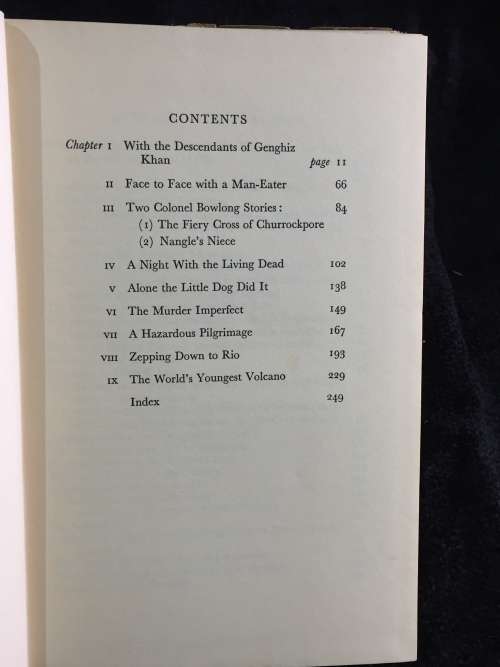 CONTENTS
Chapter I With the Descendants of Genghiz
Khan page 11
II Face to Face with a Man-Eater 66
III Two Colonel Bowlong Stories: 84
(1) The Fiery Cross of Churrockpore
(2) Nangle's Niece
IV A Night With the Living Dead 102
V Alone the Little Dog Did It 138
VI The Murder Imperfect 149
VII A Hazardous Pilgrimage 167
VIII Zepping Down to Rio 193
IX The World's Youngest Volcano 229
Index 249